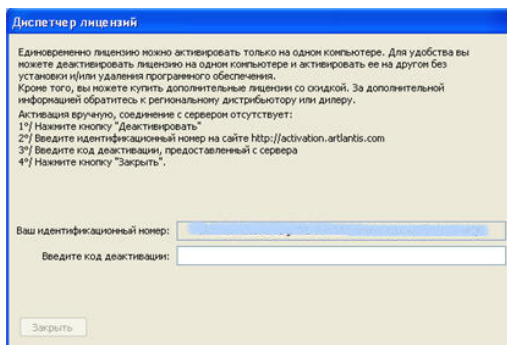 Диспетчер лицензий
Единовременно лицензию можно активировать только на одном компьютере. Для удобства вы
можете деактивировать лицензию на одном компьютере и активировать ее на другом без
установки и/или удаления программного обеспечения.
Кроме того, вы можете купить дополнительные лицензии со скидкой. За дополнительной
информацией обратитесь к региональному дистрибьютору или дилеру.
Активация вручную, соединение с сервером отсутствует:
1°/ Нажмите кнопку "Деактивировать"
2°/ Введите идентификационный номер на сайте http://activation.artlantis.com
3°/ Введите код деактивации, предоставленный с сервера
4°/ Нажмите кнопку "Закрыть".
Ваш идентификационный номер:
Введите код деактивации:
Закрыть